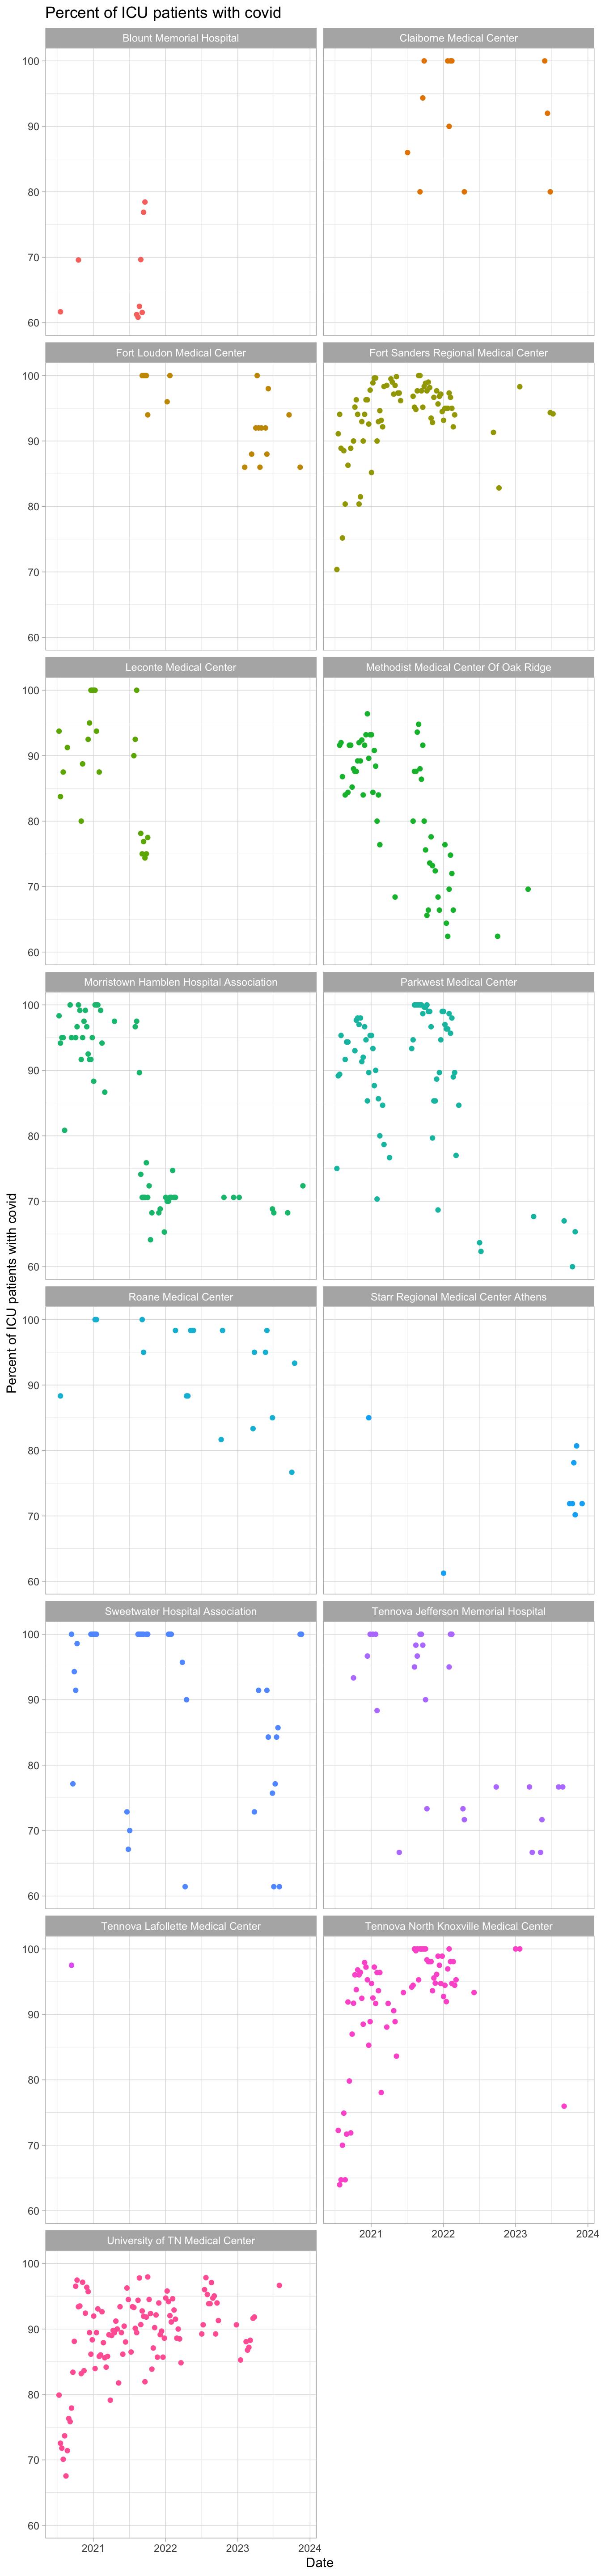 Percent of ICU patients with covid
Blount Memorial Hospital
Claiborne Medical Center
100
90
80
70
60
Fort Loudon Medical Center
Fort Sanders Regional Medical Center
100
90
80
70
60
Leconte Medical Center
Methodist Medical Center Of Oak Ridge
100
90
80
70
60
Morristown Hamblen Hospital Association
Parkwest Medical Center
100
90
80
70
60
Percent of ICU patients witth covid
Roane Medical Center
Starr Regional Medical Center Athens
100
90
80
70
60
Sweetwater Hospital Association
Tennova Jefferson Memorial Hospital
100
90
80
70
60
Tennova Lafollette Medical Center
Tennova North Knoxville Medical Center
100
90
80
70
60
2021 2022 2023 2024
University of TN Medical Center
100
90
80
70
60
2021 2022 2023 2024
Date